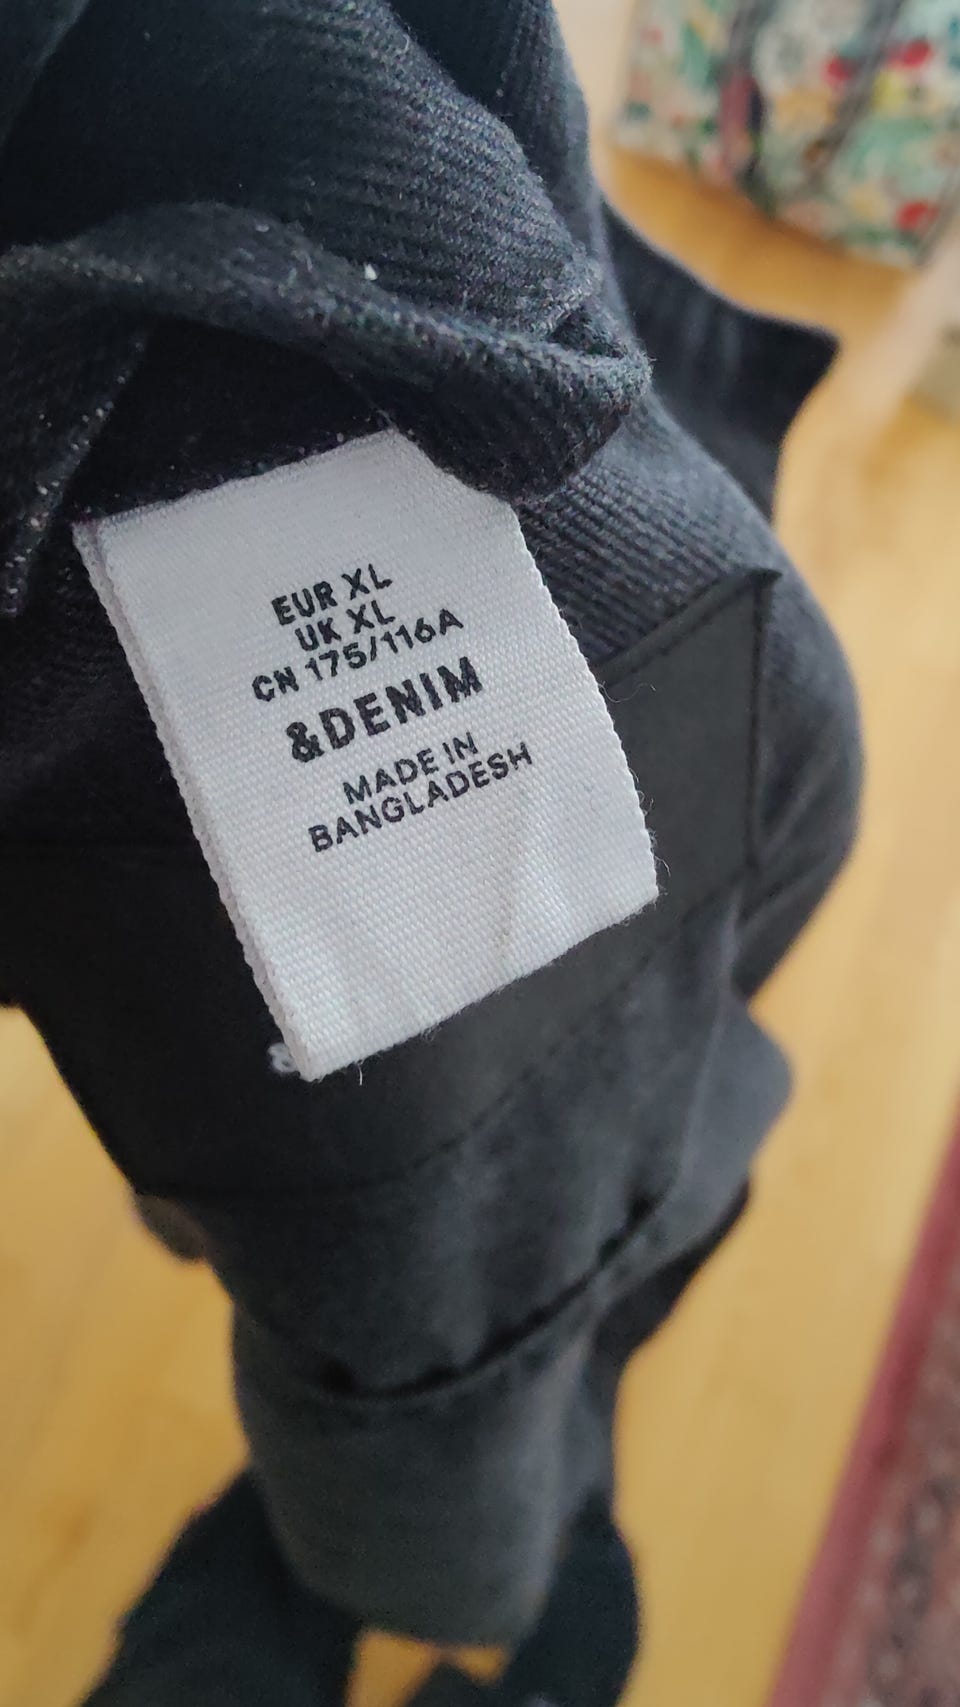 EUR XL
UK XL
CN 175/116A
&DENIM
MADE IN
BANGLADESH
&